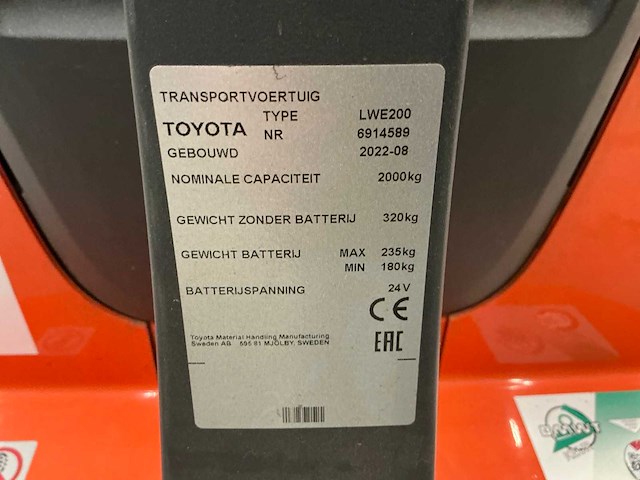 TRANSPORTVOERTUIG
TYPE LWE200
TOYOTA NR 6914589
GEBOUWD 2022-08
NOMINALE CAPACITEIT 2000kg
GEWICHT ZONDER BATTERIJ 320kg
GEWICHT BATTERIJ MAX 235kg
MIN 180kg
BATTERIJSPANNING 24V
CE
EAC
Toyota Material Handling Manufacturing
Sweden AB 595 81 MJÖLBY, SWEDEN